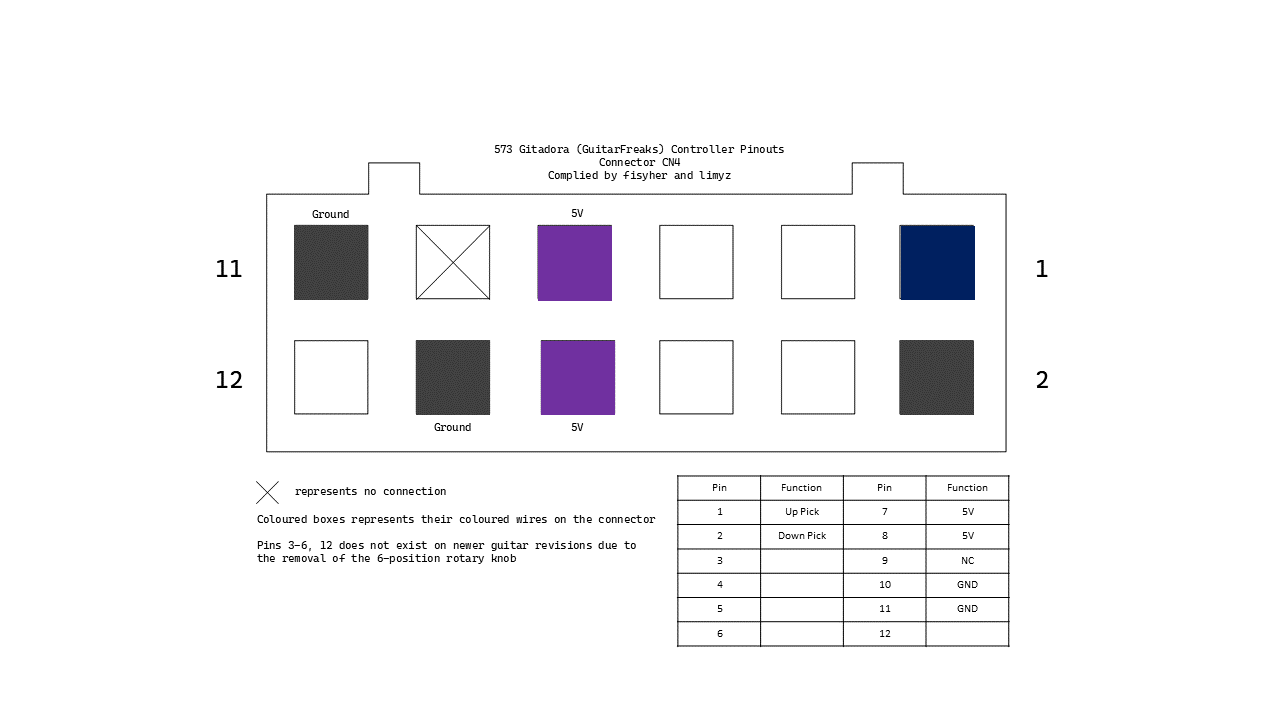 573 Gitadora (GuitarFreaks) Controller Pinouts
Connector CN4
Complied by fisyher and limyz
Ground
5V
11
1
12
2
Ground
5V
represents no connection
Coloured boxes represents their coloured wires on the connector
Pins 3-6, 12 does not exist on newer guitar revisions due to
the removal of the 6-position rotary knob
Pin Function Pin Function
1 Up Pick 7 5V
2 Down Pick 8 5V
3 9 NC
4 10 GND
5 11 GND
6 12